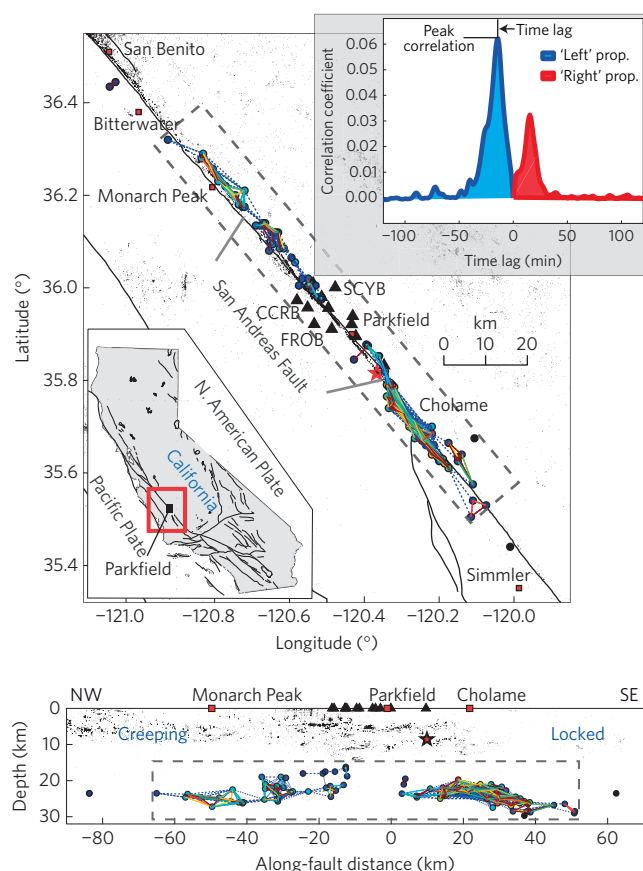 San Benito
Bitterwater
Monarch Peak
San Andreas Fault
CCRB
SCYB
FROB
Parkfield
Cholame
Simmler
km
0 10 20
36.4
36.2
36.0
35.8
35.6
35.4
Latitude (°)
−121.0
−120.8
−120.6
−120.4
−120.2
−120.0
Longitude (°)
Peak
correlation
Time lag
'Left' prop.
'Right' prop.
0.06
0.05
0.04
0.03
0.02
0.01
0.00
Correlation coefficient
−100 −50 0 50 100
Time lag (min)
N. American Plate
California
Pacific Plate
Parkfield
NW
Monarch Peak
Parkfield
Cholame
SE
Creeping
Locked
0
10
20
30
Depth (km)
−80 −60 −40 −20 0 20 40 60
Along-fault distance (km)